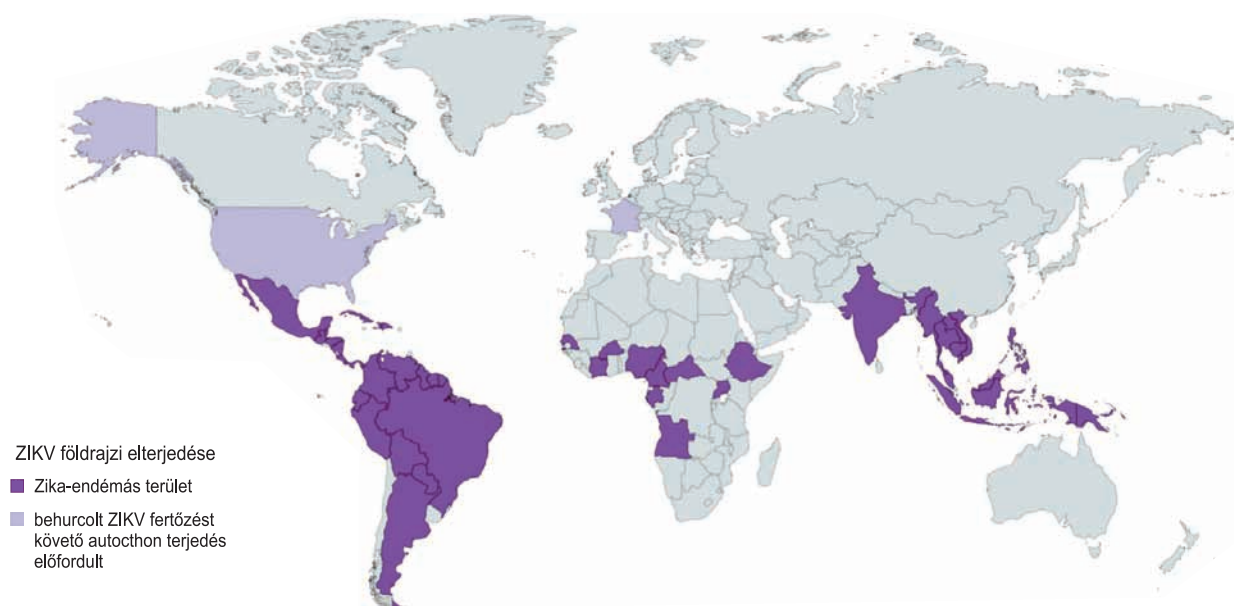 ZIKV földrajzi elterjedése
Zika-endémás terület
behurcolt ZIKV fertőzést
követő autocthon terjedés
előfordult